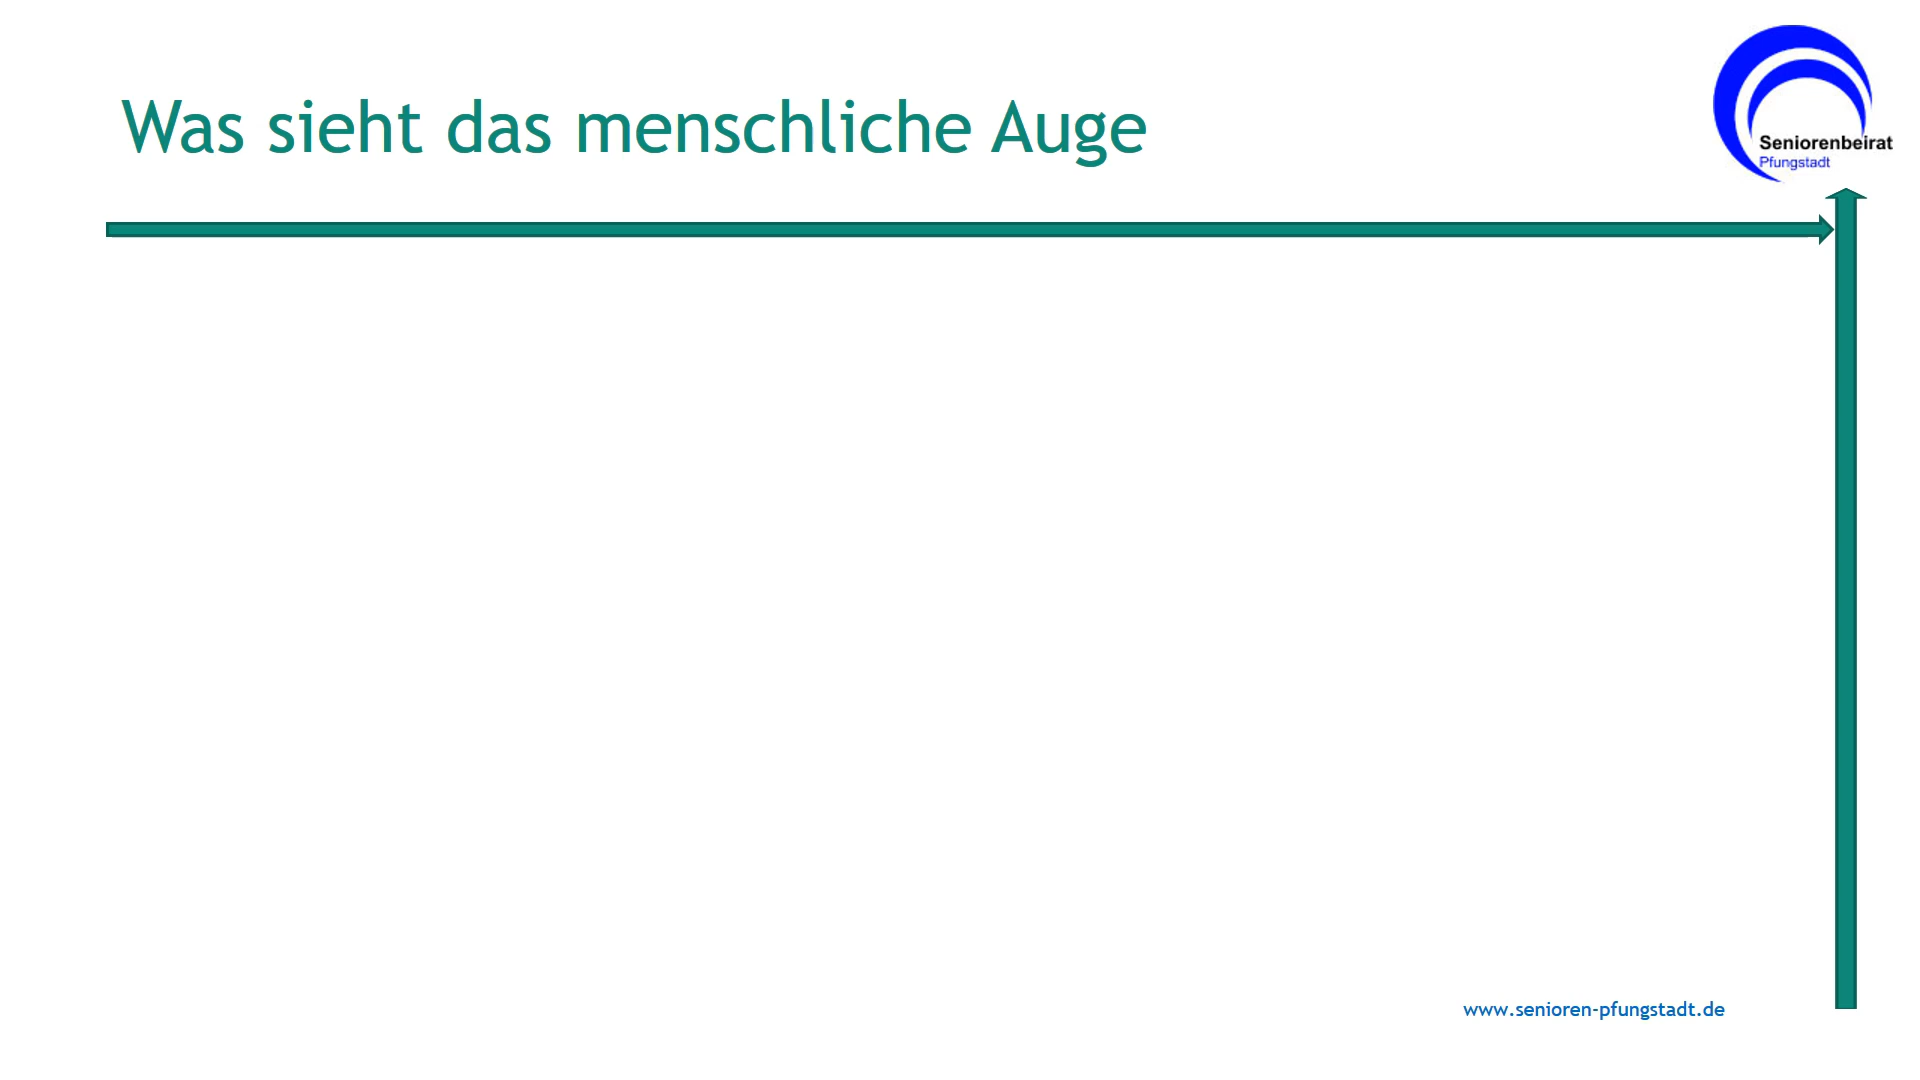 Was sieht das menschliche Auge
Seniorenbeirat
Pfungstadt
www.senioren-pfungstadt.de